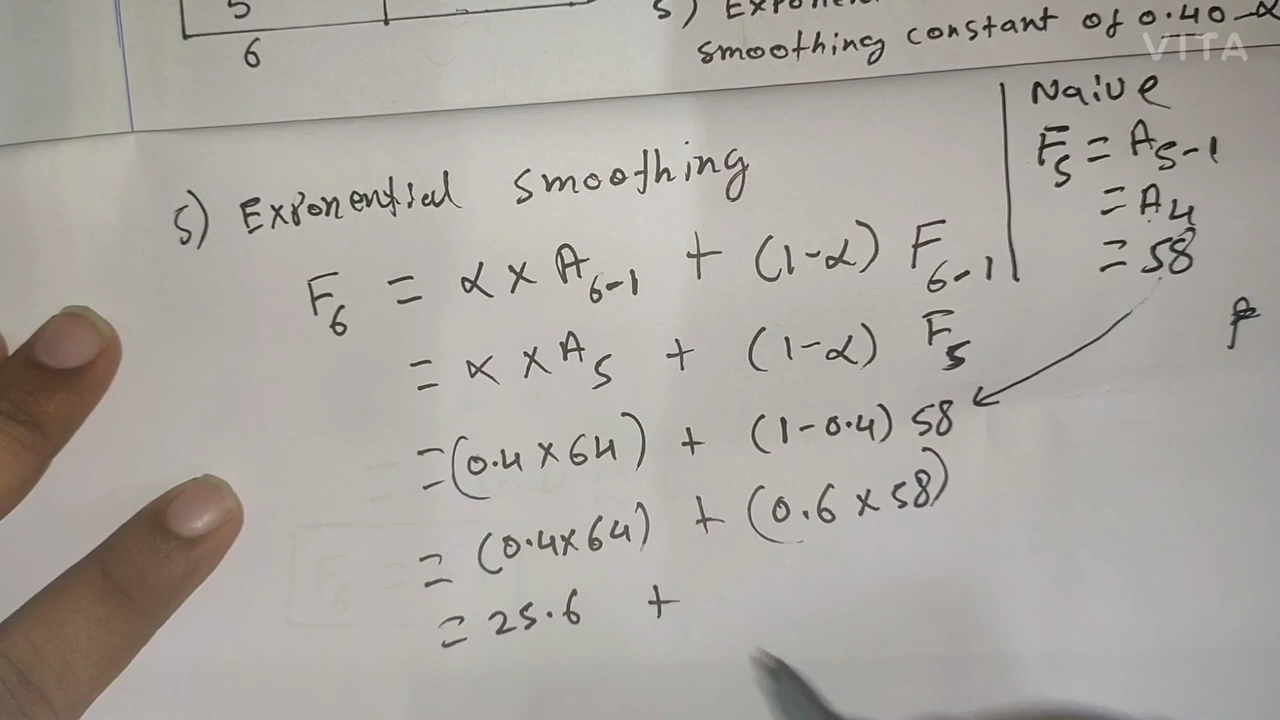 5
6
5) Expone
smoothing constant of 0.40-α
VITA
Naive
F5 = A5-1
= A4
= 58
5) Exponential smoothing
F6 = α × A6-1 + (1-α) F6-1
= α × A5 + (1-α) F5
=(0.4 × 64) + (1-0.4) 58
= (0.4×64) + (0.6 × 58)
= 25.6 +